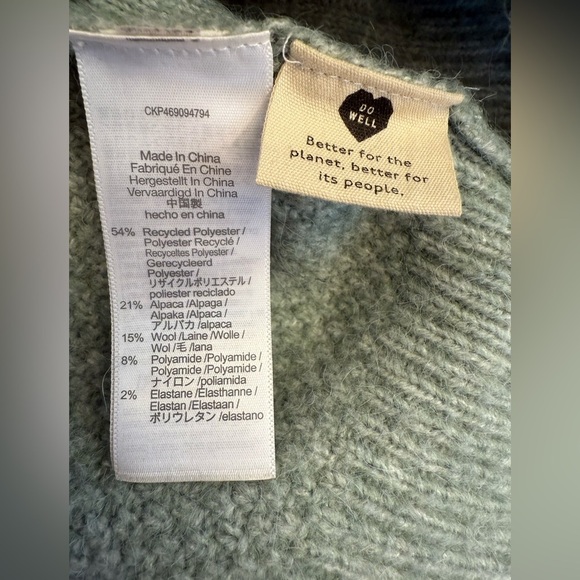 CKP469094794
Made In China
Fabriqué En Chine
Hergestellt In China
Vervaardigd In China
中国製
hecho en china
54% Recycled Polyester /
Polyester Recyclé /
Recycelltes Polyester /
Gerecycleerd
Polyester /
リサイクルポリエステル /
poliester reciclado
21% Alpaca /Alpaga /
Alpaka /Alpaca /
アルパカ /alpaca
15% Wool /Laine /Wolle /
Wol /毛 /lana
8% Polyamide /Polyamide /
Polyamide /Polyamide /
ナイロン /poliamida
2% Elastane /Elasthanne /
Elastan /Elastaan /
ポリウレタン /elastano
DO
WELL
Better for the
planet, better for
its people.